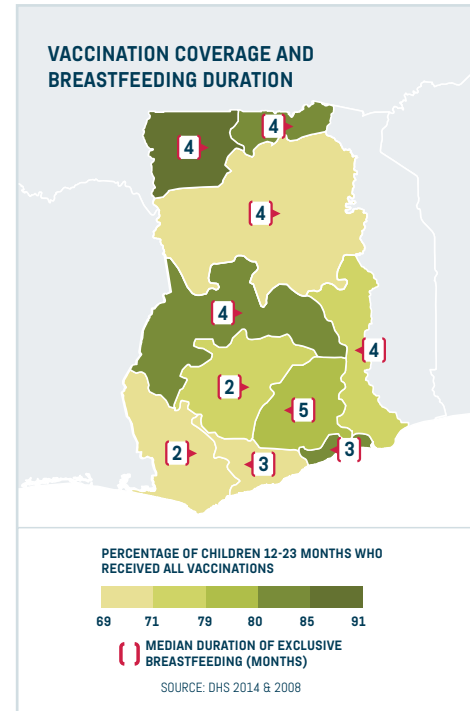 VACCINATION COVERAGE AND
BREASTFEEDING DURATION
4
4
4
4
4
2
5
3
2
3
PERCENTAGE OF CHILDREN 12-23 MONTHS WHO
RECEIVED ALL VACCINATIONS
69 71 79 80 85 91
MEDIAN DURATION OF EXCLUSIVE
BREASTFEEDING (MONTHS)
SOURCE: DHS 2014 & 2008